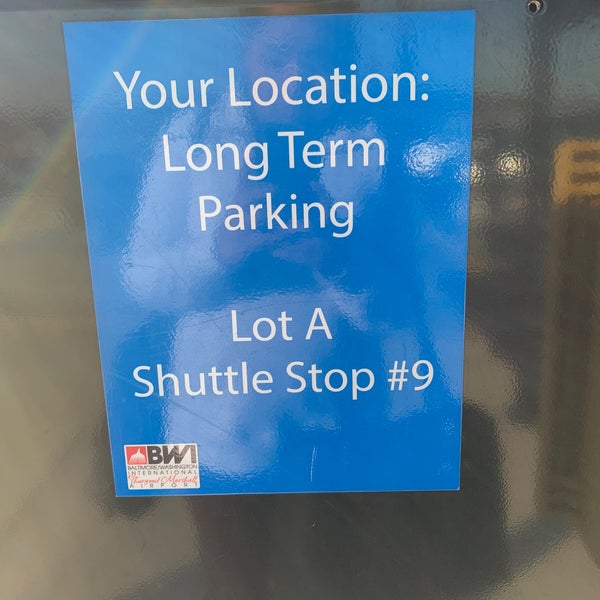 Your Location:
Long Term
Parking
Lot A
Shuttle Stop #9
BWI
BALTIMORE/WASHINGTON
INTERNATIONAL
Thurgood Marshall
AIRPORT